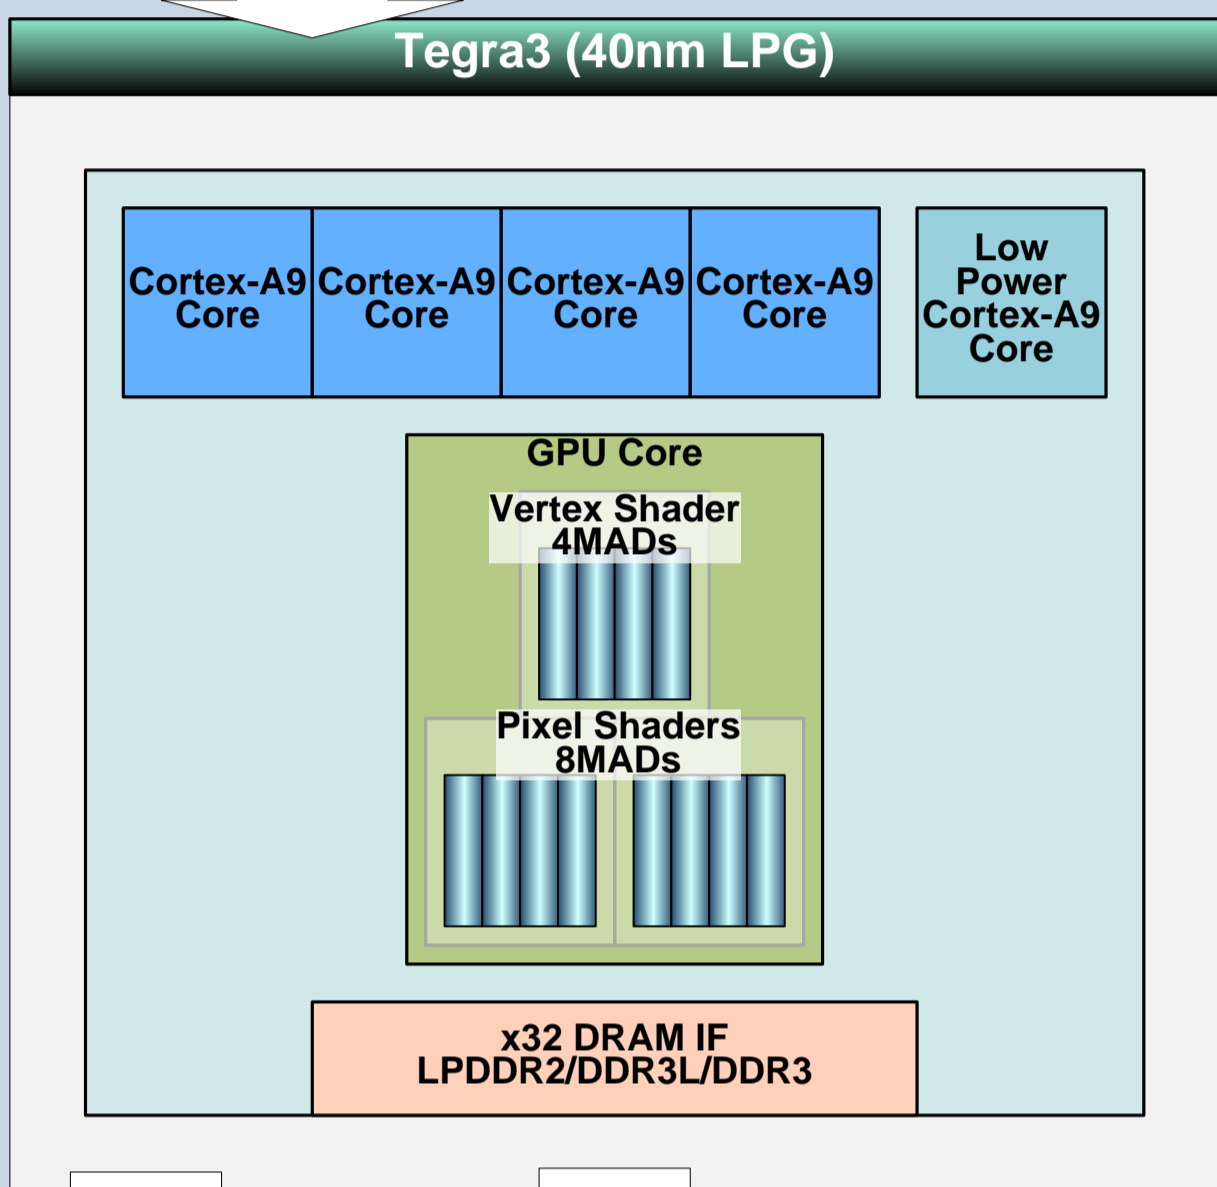 Tegra3 (40nm LPG)
Cortex-A9
Core
Cortex-A9
Core
Cortex-A9
Core
Cortex-A9
Core
Low
Power
Cortex-A9
Core
GPU Core
Vertex Shader
4MADs
Pixel Shaders
8MADs
x32 DRAM IF
LPDDR2/DDR3L/DDR3